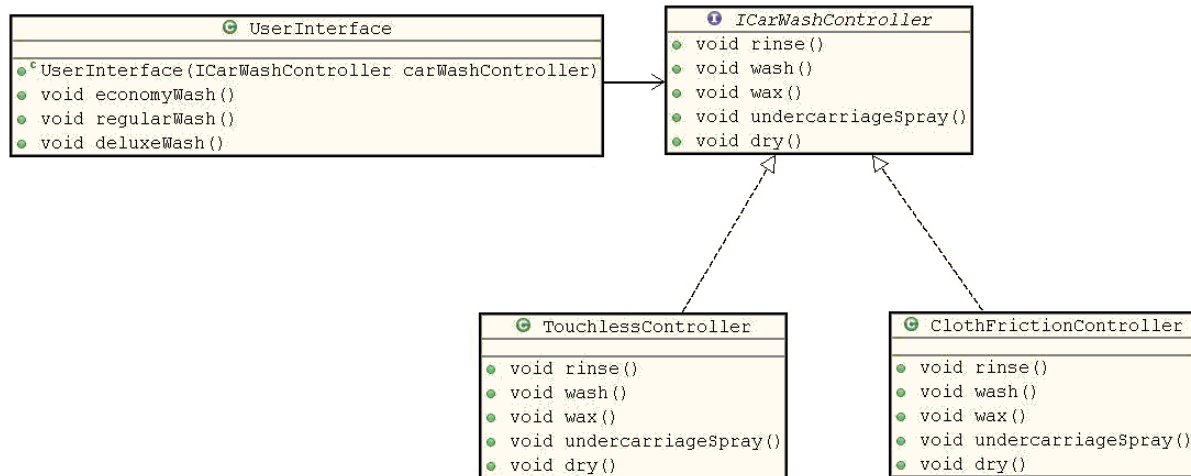 UserInterface
UserInterface(ICarWashController carWashController)
void economyWash()
void regularWash()
void deluxeWash()
ICarWashController
void rinse()
void wash()
void wax()
void undercarriageSpray()
void dry()
TouchlessController
void rinse()
void wash()
void wax()
void undercarriageSpray()
void dry()
ClothFrictionController
void rinse()
void wash()
void wax()
void undercarriageSpray()
void dry()